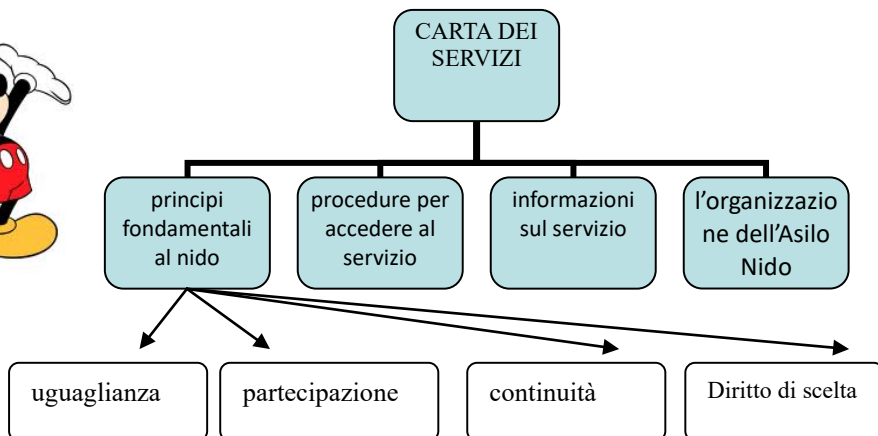 CARTA DEI
SERVIZI
principi
fondamentali
al nido
procedure per
accedere al
servizio
informazioni
sul servizio
l'organizzazio
ne dell'Asilo
Nido
uguaglianza
partecipazione
continuità
Diritto di scelta